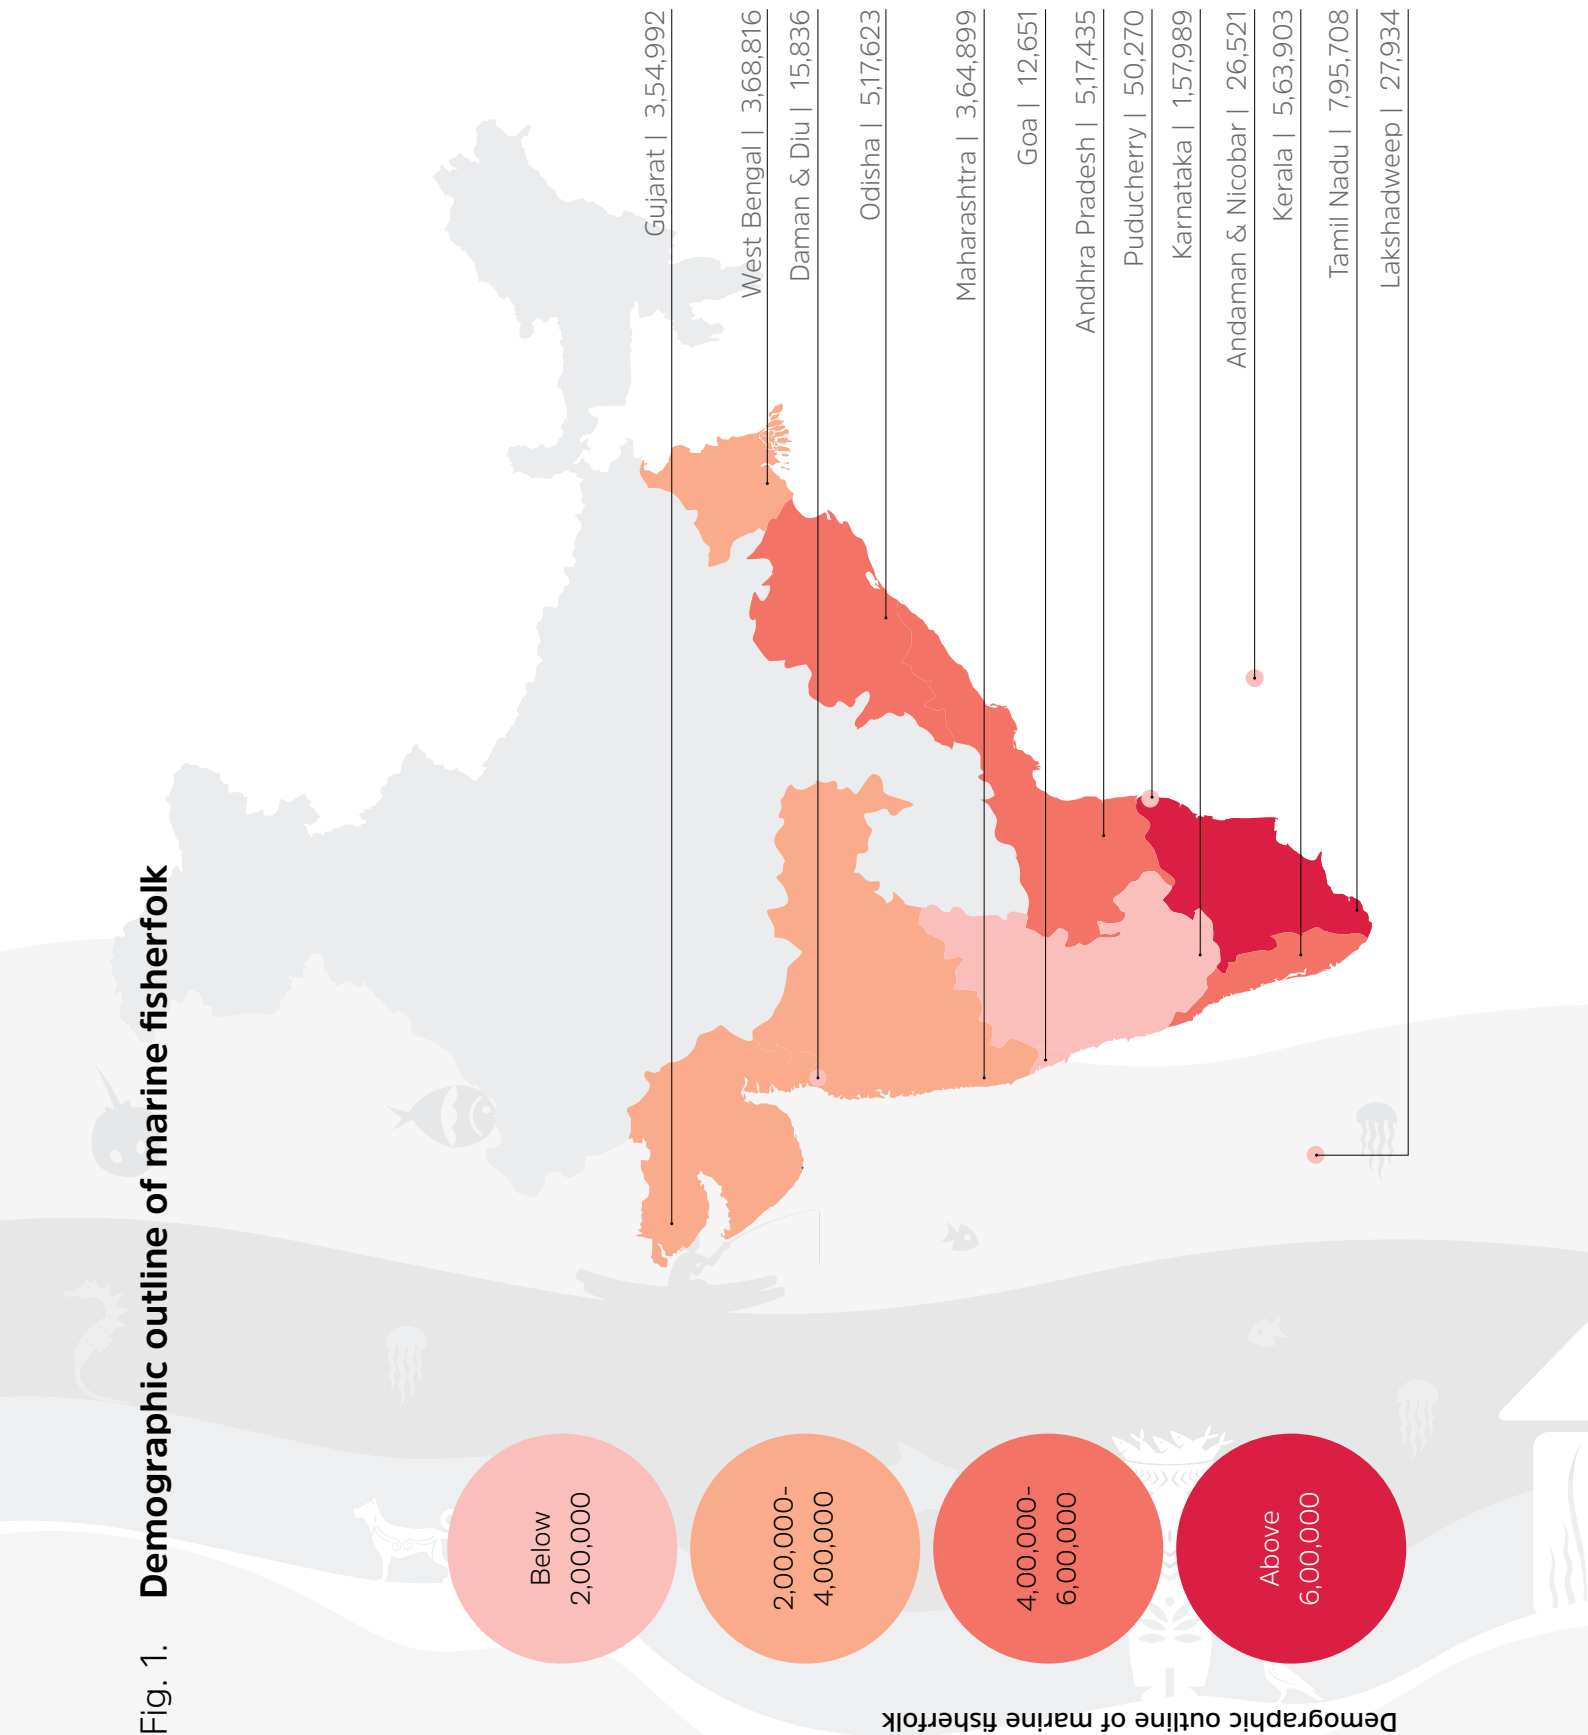 Fig. 1. Demographic outline of marine fisherfolk
Gujarat | 3,54,992
West Bengal | 3,68,816
Daman & Diu | 15,836
Odisha | 5,17,623
Maharashtra | 3,64,899
Goa | 12,651
Andhra Pradesh | 5,17,435
Puducherry | 50,270
Karnataka | 1,57,989
Andaman & Nicobar | 26,521
Kerala | 5,63,903
Tamil Nadu | 7,95,708
Lakshadweep | 27,934
Below
2,00,000
2,00,000-
4,00,000
4,00,000-
6,00,000
Above
6,00,000
Demographic outline of marine fisherfolk